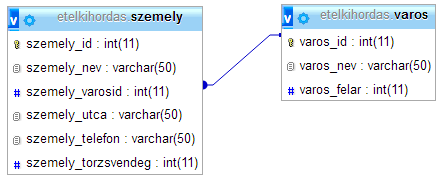 v etelkihordas.szemely
szemely_id : int(11)
szemely_nev : varchar(50)
# szemely_varosid : int(11)
szemely_utca : varchar(50)
szemely_telefon : varchar(50)
# szemely_torzsvendeg : int(11)
v etelkihordas.varos
varos_id : int(11)
varos_nev : varchar(50)
# varos_felar : int(11)